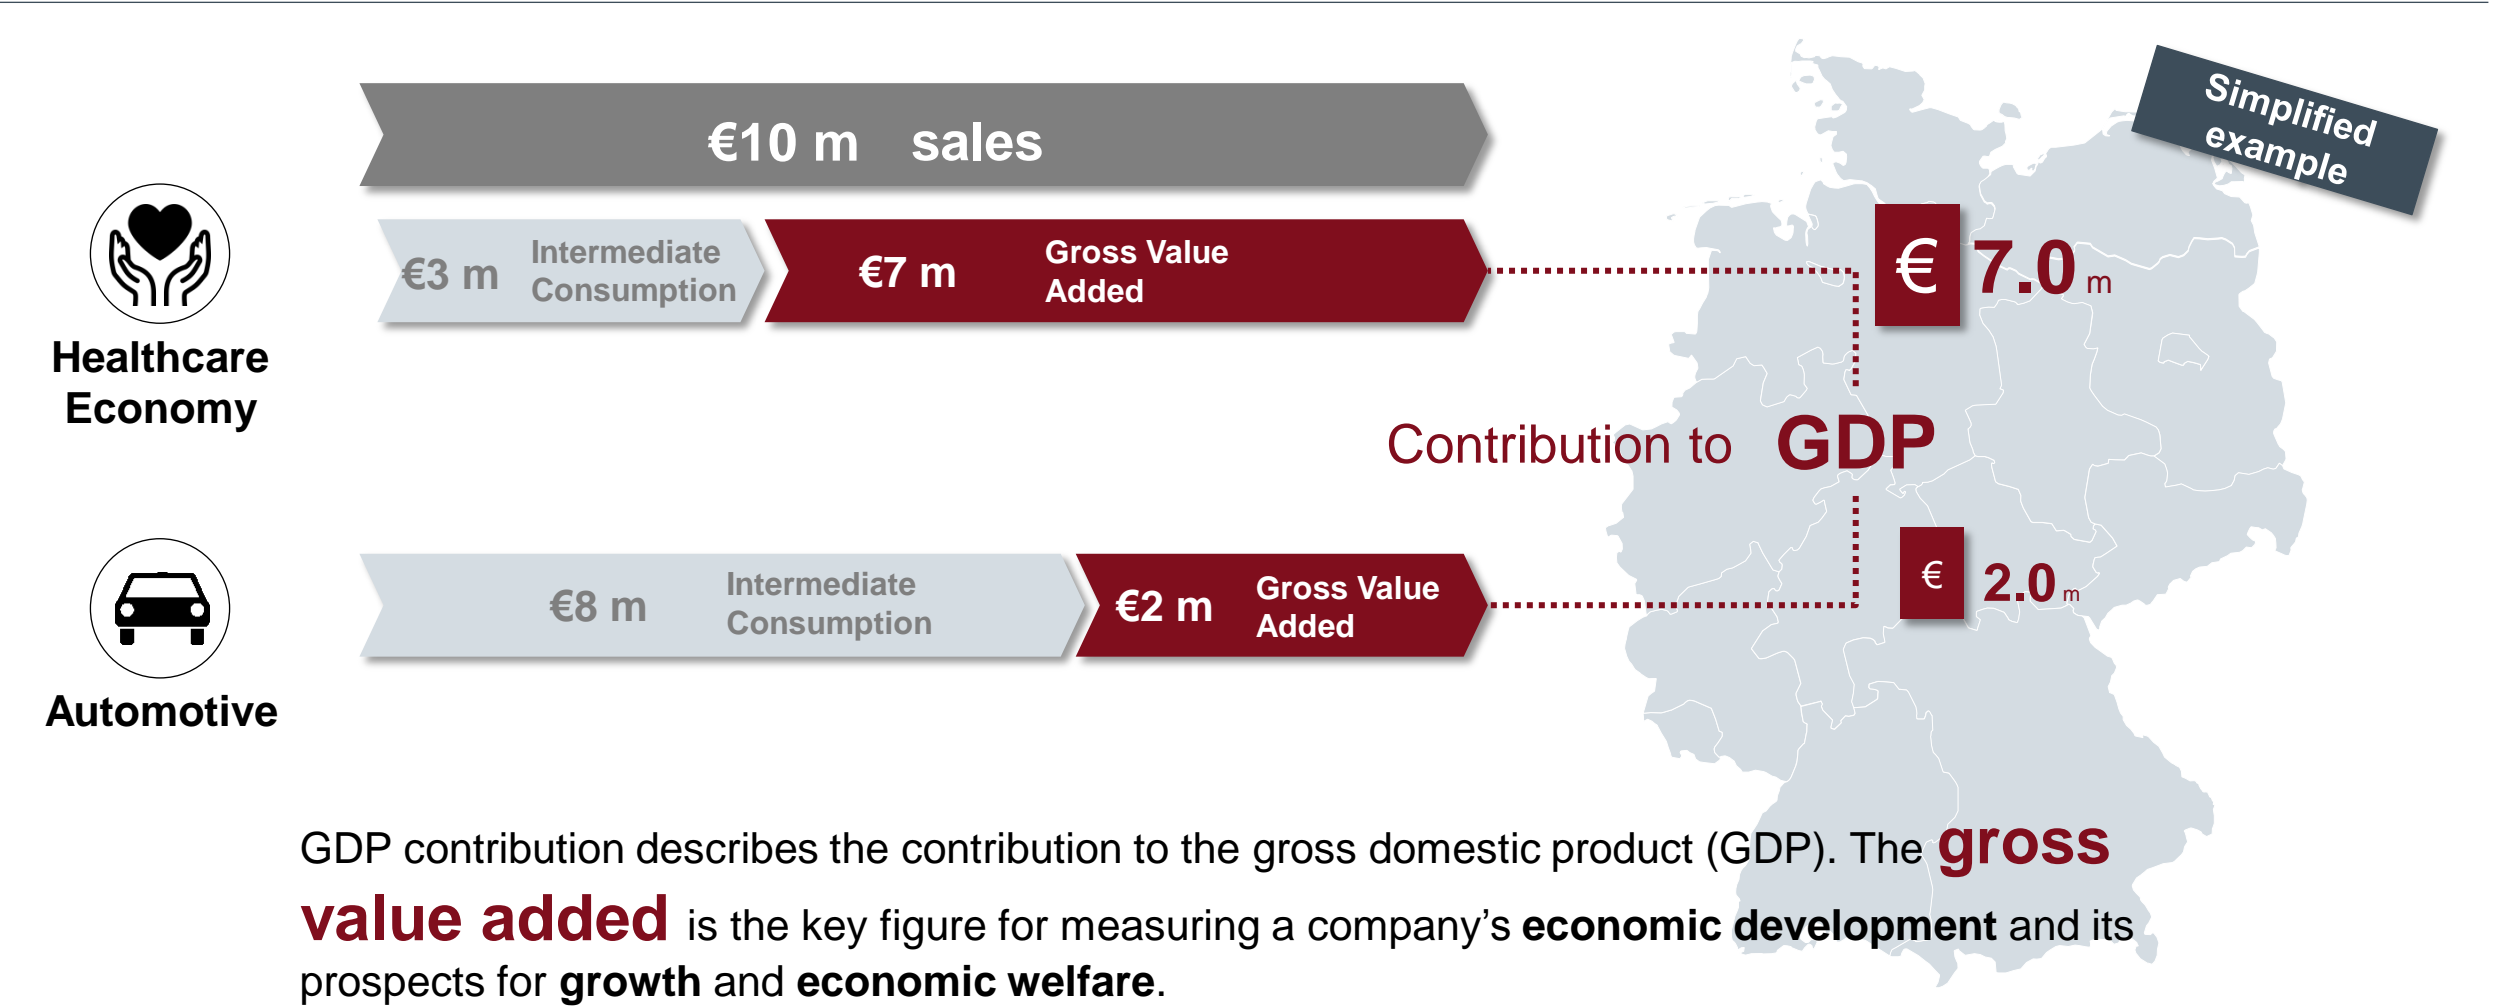 Simplified
example
€10 m sales
€3 m
Intermediate
Consumption
€7 m
Gross Value
Added
€
7.0 m
Healthcare
Economy
Contribution to GDP
€8 m
Intermediate
Consumption
€2 m
Gross Value
Added
€
2.0 m
Automotive
GDP contribution describes the contribution to the gross domestic product (GDP). The gross
value added is the key figure for measuring a company’s economic development and its
prospects for growth and economic welfare.